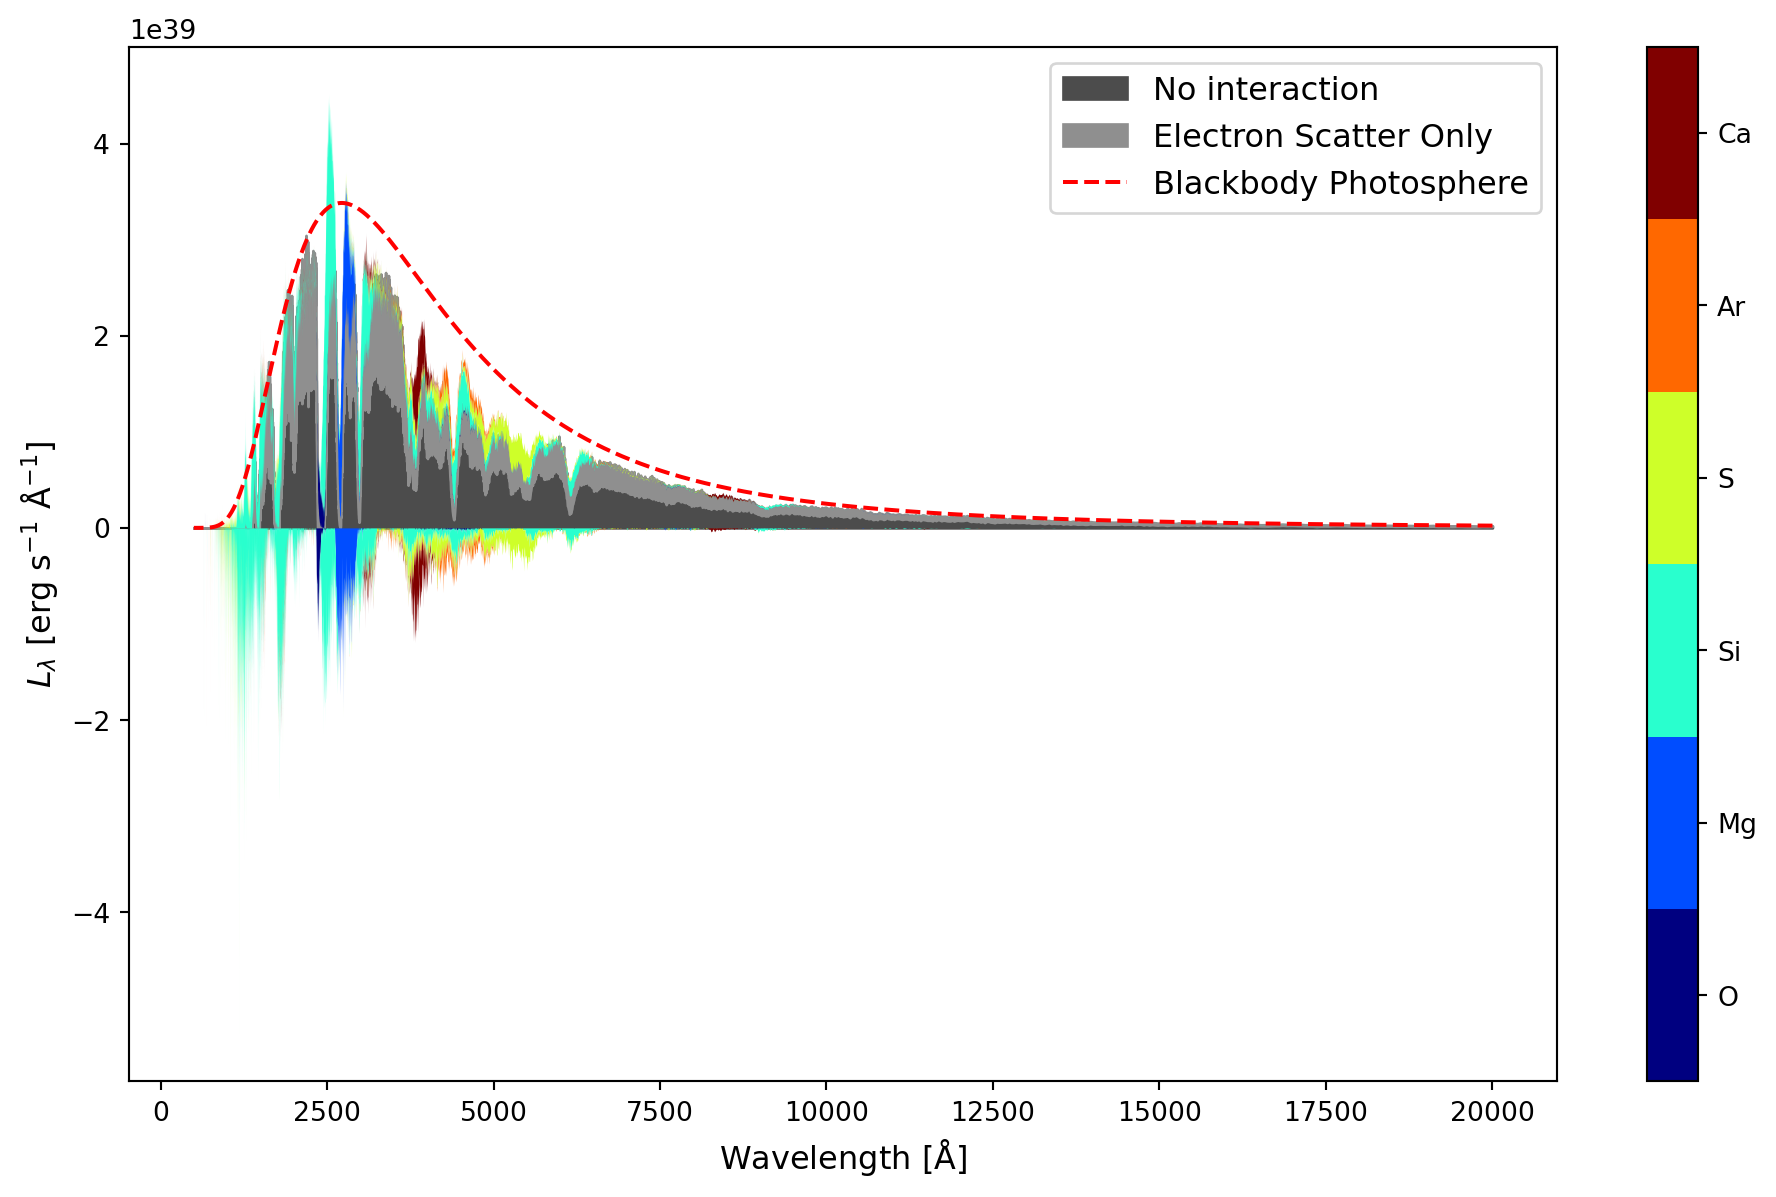 1e39
No interaction
Electron Scatter Only
Blackbody Photosphere
4
2
0
−2
−4
L_λ [erg s⁻¹ Å⁻¹]
0
2500
5000
7500
10000
12500
15000
17500
20000
Wavelength [Å]
Ca
Ar
S
Si
Mg
O